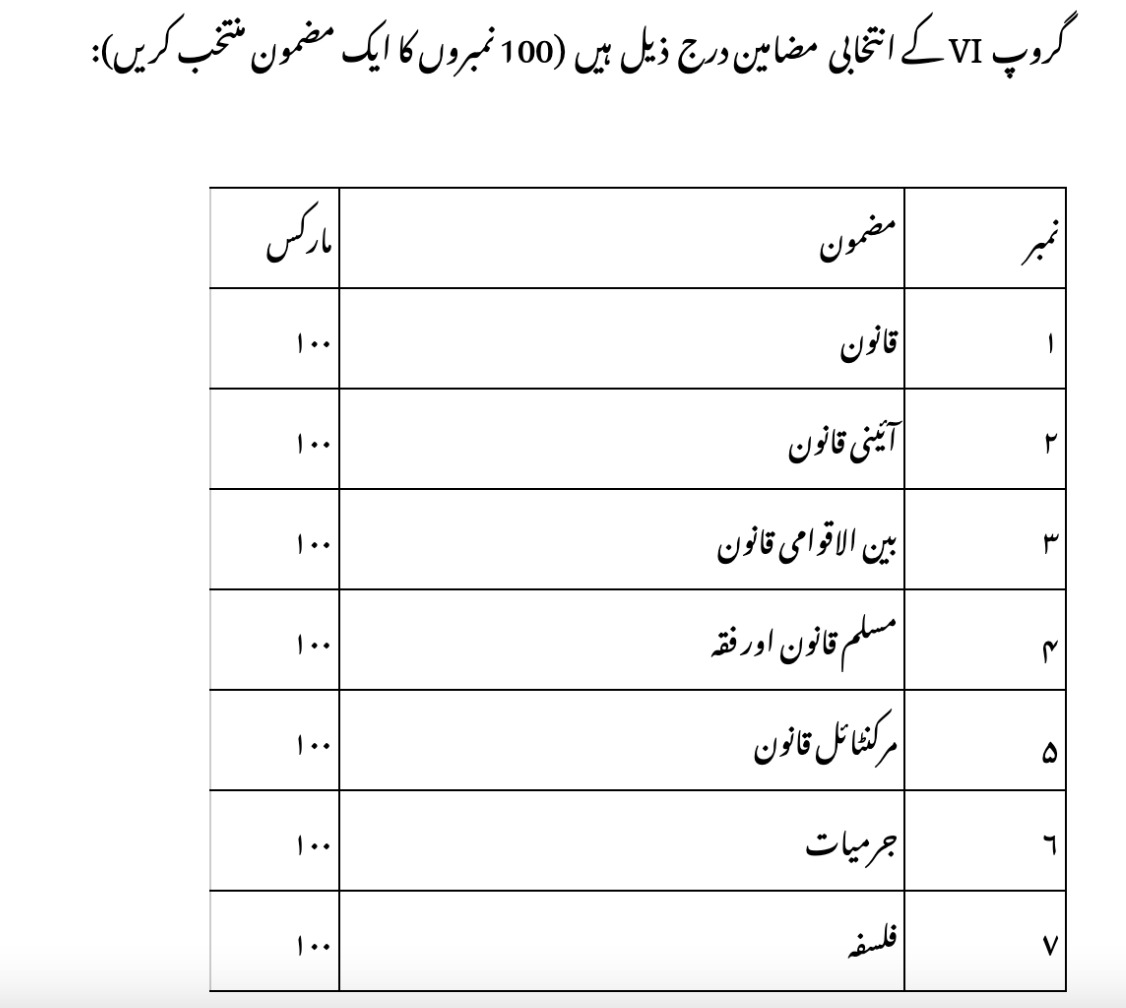 گروپ VI کے انتخابی مضامین درج ذیل ہیں (100 نمبروں کا ایک مضمون منتخب کریں):
نمبر مضمون مارکس
۱ قانون ۱۰۰
۲ آئینی قانون ۱۰۰
۳ بین الاقوامی قانون ۱۰۰
۴ مسلم قانون اور فقہ ۱۰۰
۵ مرکنٹائل قانون ۱۰۰
٦ جرمیات ۱۰۰
۷ فلسفہ ۱۰۰